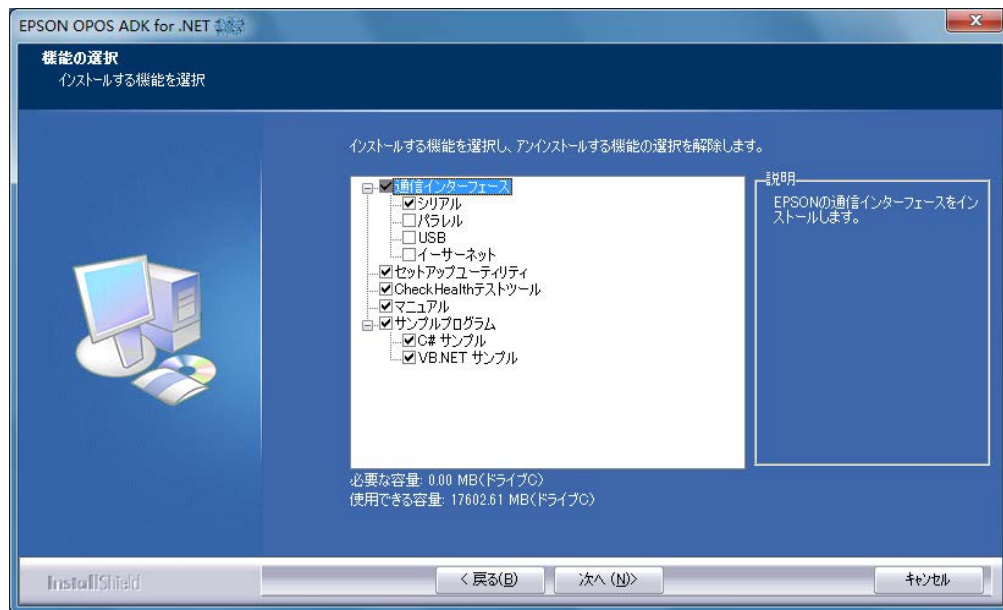 EPSON OPOS ADK for .NET
機能の選択
インストールする機能を選択
インストールする機能を選択し、アンインストールする機能の選択を解除します。
通信インターフェース
シリアル
パラレル
USB
イーサーネット
セットアップユーティリティ
CheckHealthテストツール
マニュアル
サンプルプログラム
C# サンプル
VB.NET サンプル
説明
EPSONの通信インターフェースをイン
ストールします。
必要な容量: 0.00 MB(ドライブC)
使用できる容量: 17602.61 MB(ドライブC)
InstallShield
< 戻る(B)
次へ (N)>
キャンセル